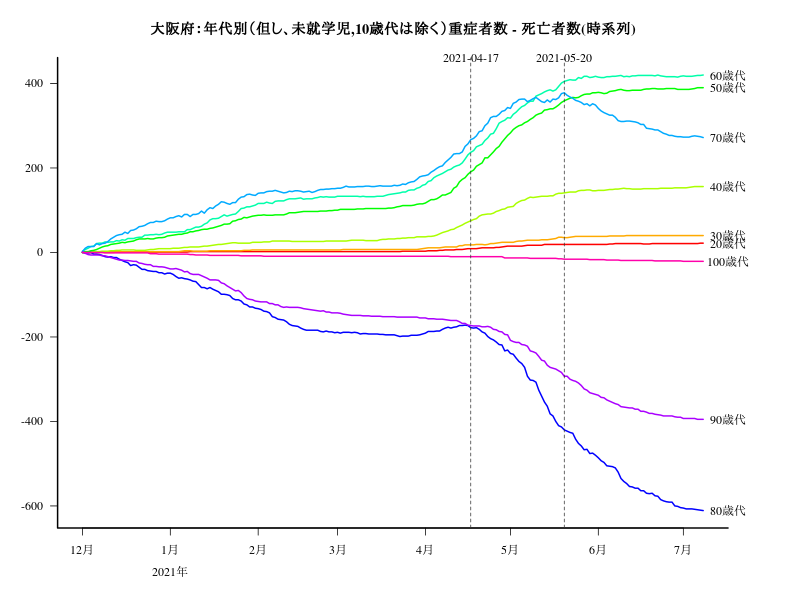 大阪府：年代別（但し、未就学児,10歳代は除く）重症者数 - 死亡者数(時系列)
2021-04-17
2021-05-20
400
200
0
-200
-400
-600
60歳代
50歳代
70歳代
40歳代
30歳代
20歳代
100歳代
90歳代
80歳代
12月
1月
2月
3月
4月
5月
6月
7月
2021年